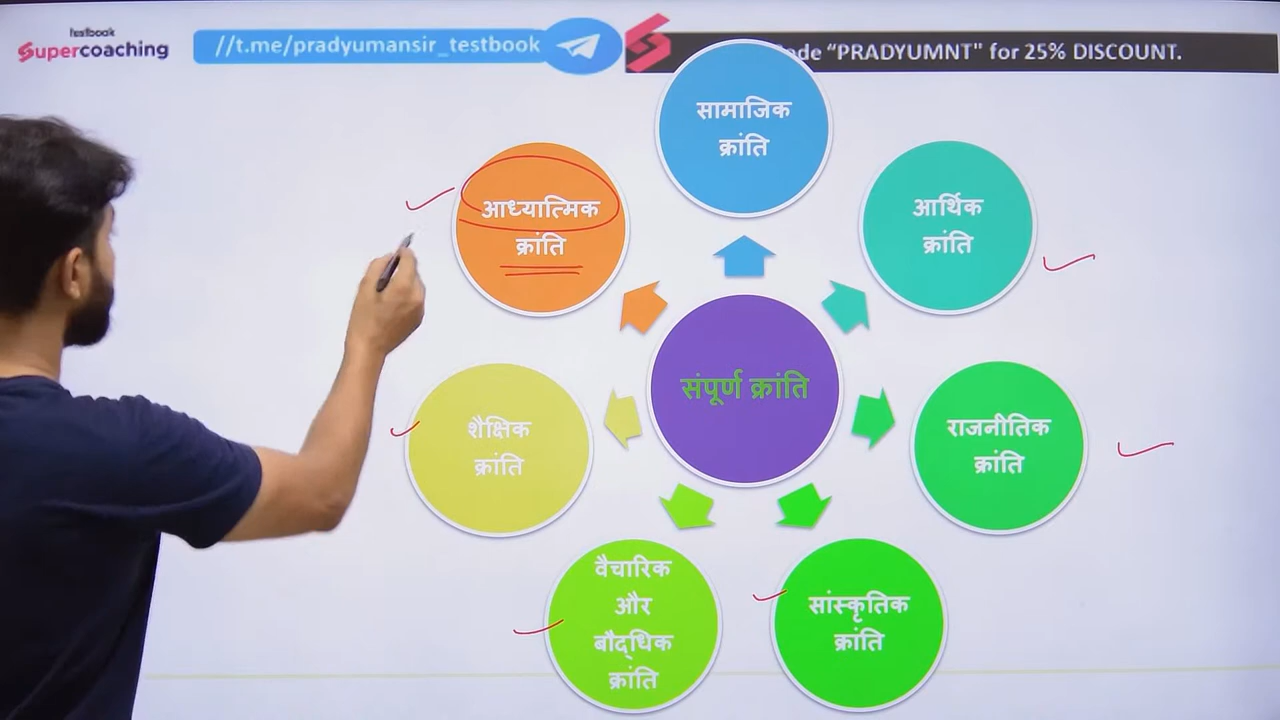 testbook
Supercoaching
//t.me/pradyumansir_testbook
ode “PRADYUMNT" for 25% DISCOUNT.
सामाजिक
क्रांति
आर्थिक
क्रांति
राजनीतिक
क्रांति
सांस्कृतिक
क्रांति
वैचारिक
और
बौद्धिक
क्रांति
शैक्षिक
क्रांति
आध्यात्मिक
क्रांति
संपूर्ण क्रांति